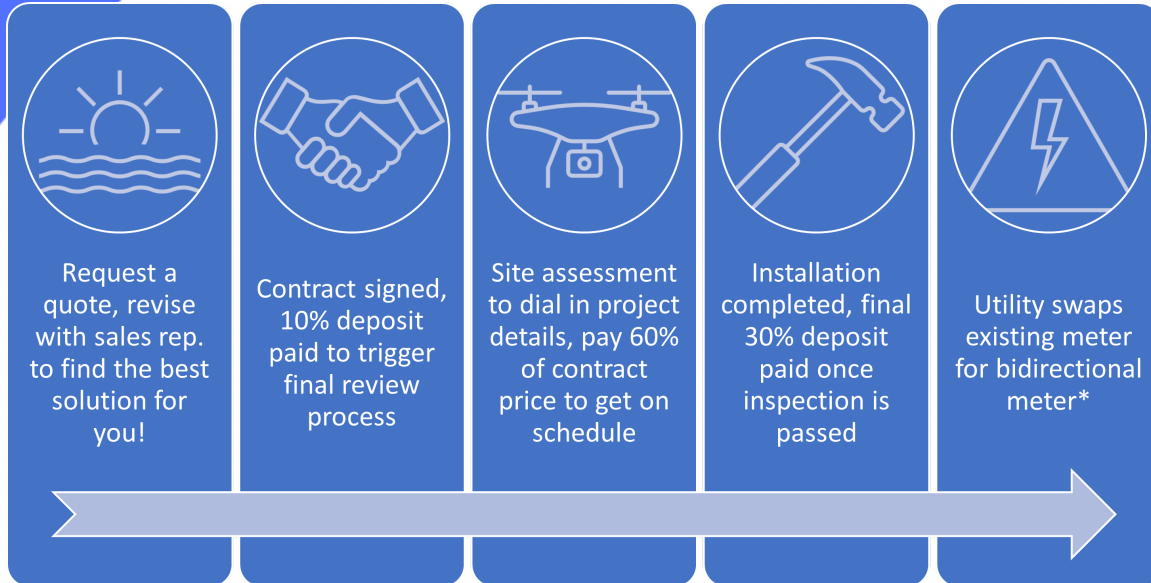 Request a
quote, revise
with sales rep.
to find the best
solution for
you!
Contract signed,
10% deposit
paid to trigger
final review
process
Site assessment
to dial in project
details, pay 60%
of contract
price to get on
schedule
Installation
completed, final
30% deposit
paid once
inspection is
passed
Utility swaps
existing meter
for bidirectional
meter*